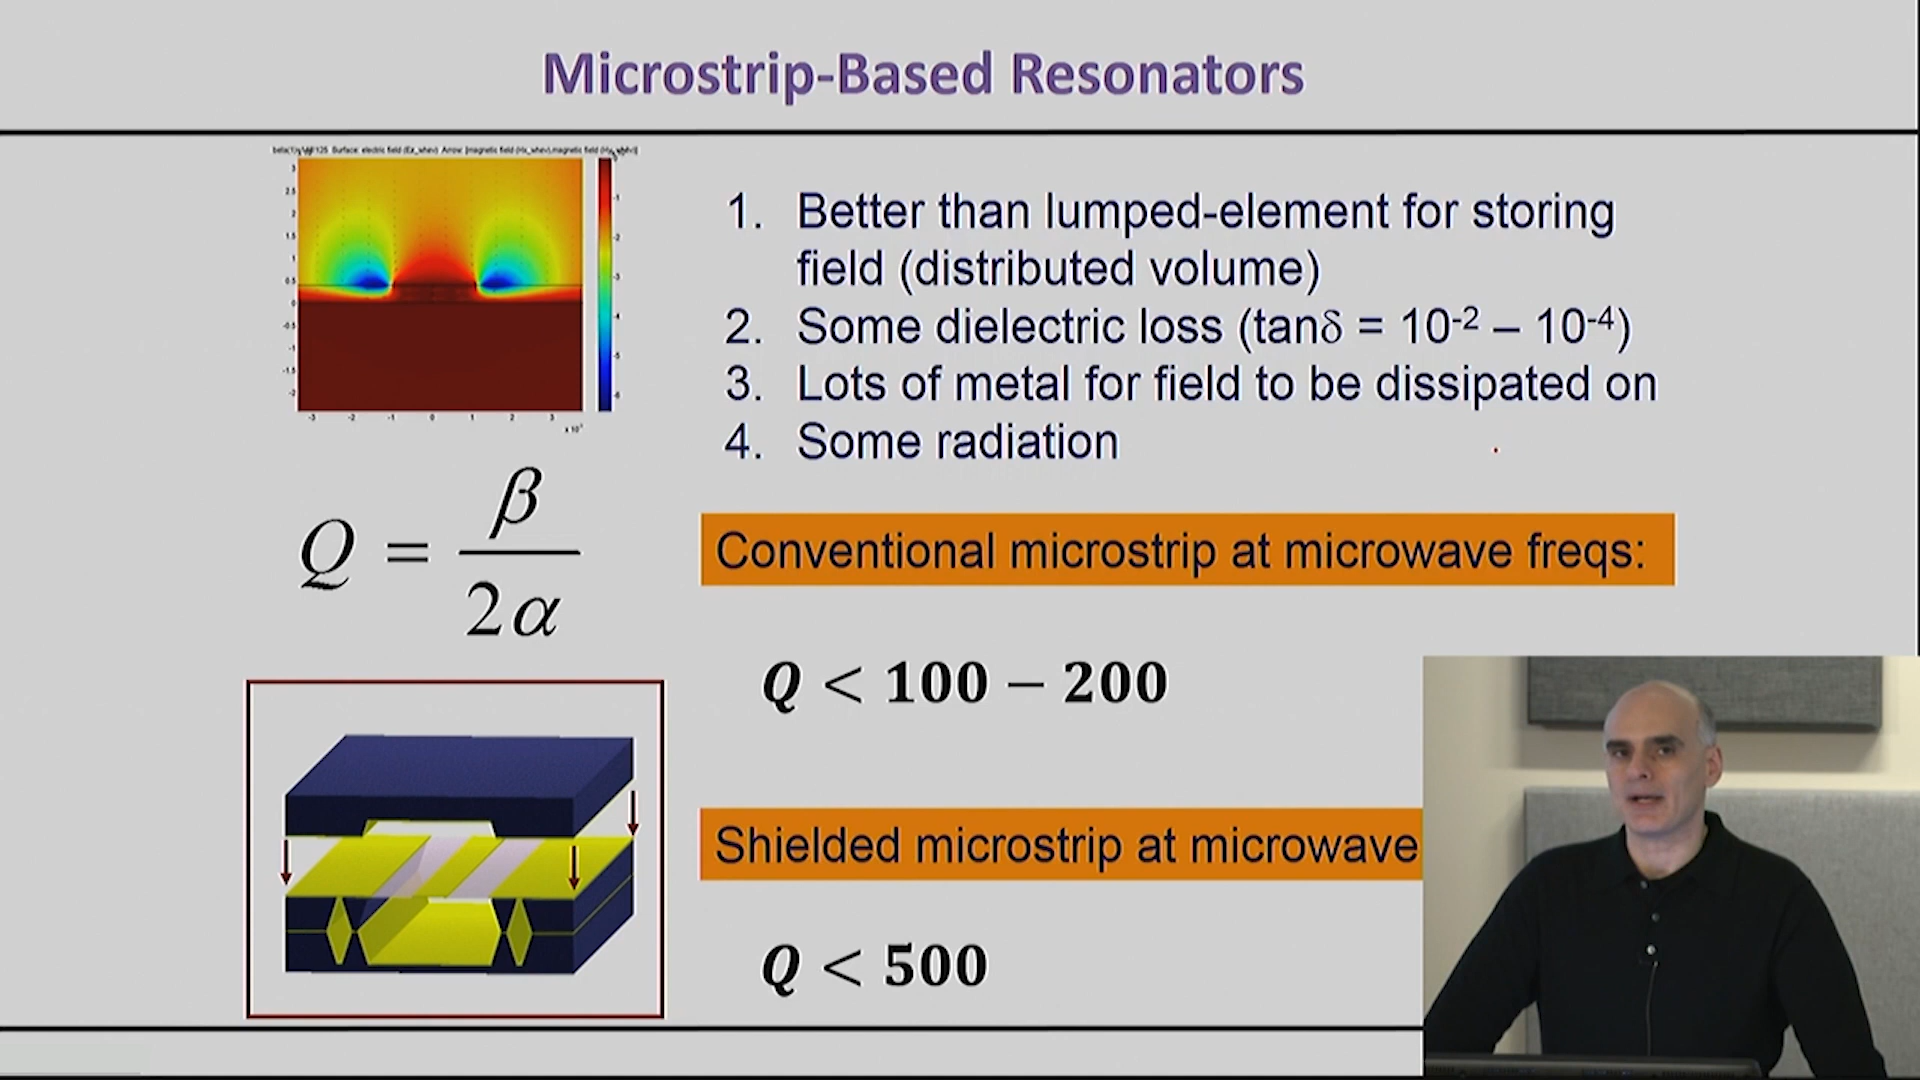 Microstrip-Based Resonators
1. Better than lumped-element for storing
field (distributed volume)
2. Some dielectric loss (tanδ = 10⁻² – 10⁻⁴)
3. Lots of metal for field to be dissipated on
4. Some radiation
Q = β / 2α
Conventional microstrip at microwave freqs:
Q < 100 – 200
Shielded microstrip at microwave
Q < 500